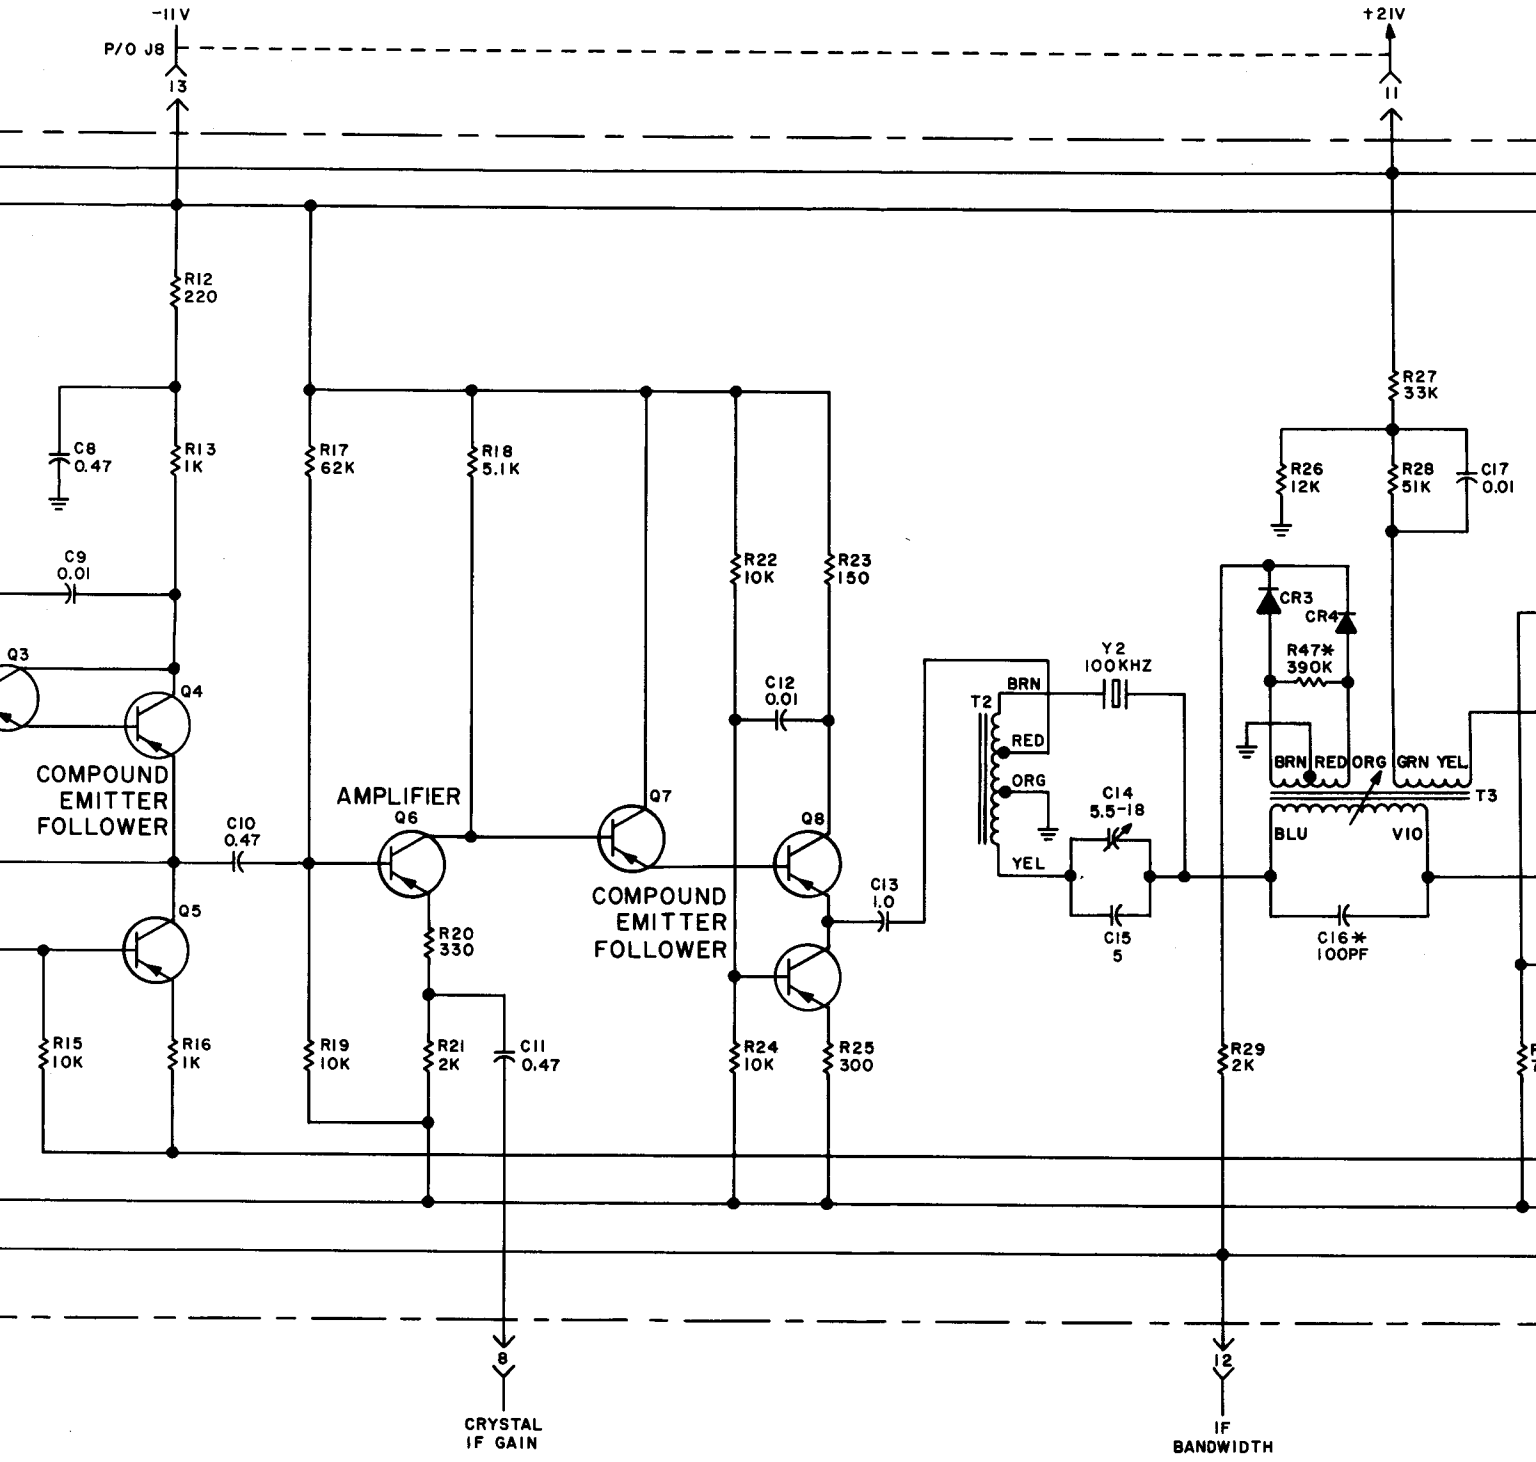 -11V
+21V
P/O J8
13
11
R12
220
R27
33K
C8
0.47
R13
1K
R17
62K
R18
5.1K
R26
12K
R28
51K
C17
0.01
C9
0.01
R22
10K
R23
150
CR3
CR4
R47*
390K
Q3
Q4
C12
0.01
Y2
100KHZ
BRN
T2
RED
ORG
YEL
BRN
RED
ORG
GRN
YEL
T3
BLU
VIO
COMPOUND
EMITTER
FOLLOWER
AMPLIFIER
Q6
Q7
Q8
C14
5.5-18
C10
0.47
COMPOUND
EMITTER
FOLLOWER
C13
1.0
Q5
R20
330
C15
5
C16*
100PF
R15
10K
R16
1K
R19
10K
R21
2K
C11
0.47
R24
10K
R25
300
R29
2K
8
12
CRYSTAL
IF GAIN
IF
BANDWIDTH